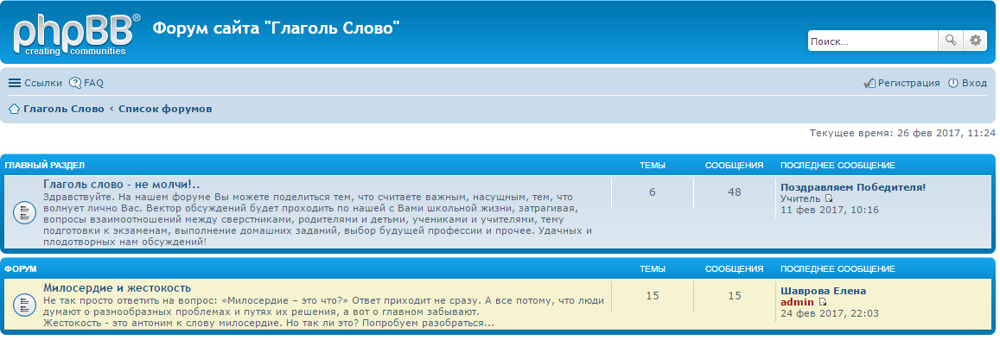 phpBB®
creating communities
Форум сайта "Глаголь Слово"
Поиск...
Ссылки FAQ
Регистрация Вход
Глаголь Слово ‹ Список форумов
Текущее время: 26 фев 2017, 11:24
ГЛАВНЫЙ РАЗДЕЛ ТЕМЫ СООБЩЕНИЯ ПОСЛЕДНЕЕ СООБЩЕНИЕ
Глаголь слово - не молчи!..
Здравствуйте. На нашем форуме Вы можете поделиться тем, что считаете важным, насущным, тем, что
волнует лично Вас. Вектор обсуждений будет проходить по нашей с Вами школьной жизни, затрагивая,
вопросы взаимоотношений между сверстниками, родителями и детьми, учениками и учителями, тему
подготовки к экзаменам, выполнение домашних заданий, выбор будущей профессии и прочее. Удачных и
плодотворных нам обсуждений!
6
48
Поздравляем Победителя!
Учитель
11 фев 2017, 10:16
ФОРУМ ТЕМЫ СООБЩЕНИЯ ПОСЛЕДНЕЕ СООБЩЕНИЕ
Милосердие и жестокость
Не так просто ответить на вопрос: «Милосердие – это что?» Ответ приходит не сразу. А все потому, что люди
думают о разнообразных проблемах и путях их решения, а вот о главном забывают.
Жестокость - это антоним к слову милосердие. Но так ли это? Попробуем разобраться...
15
15
Шаврова Елена
admin
24 фев 2017, 22:03